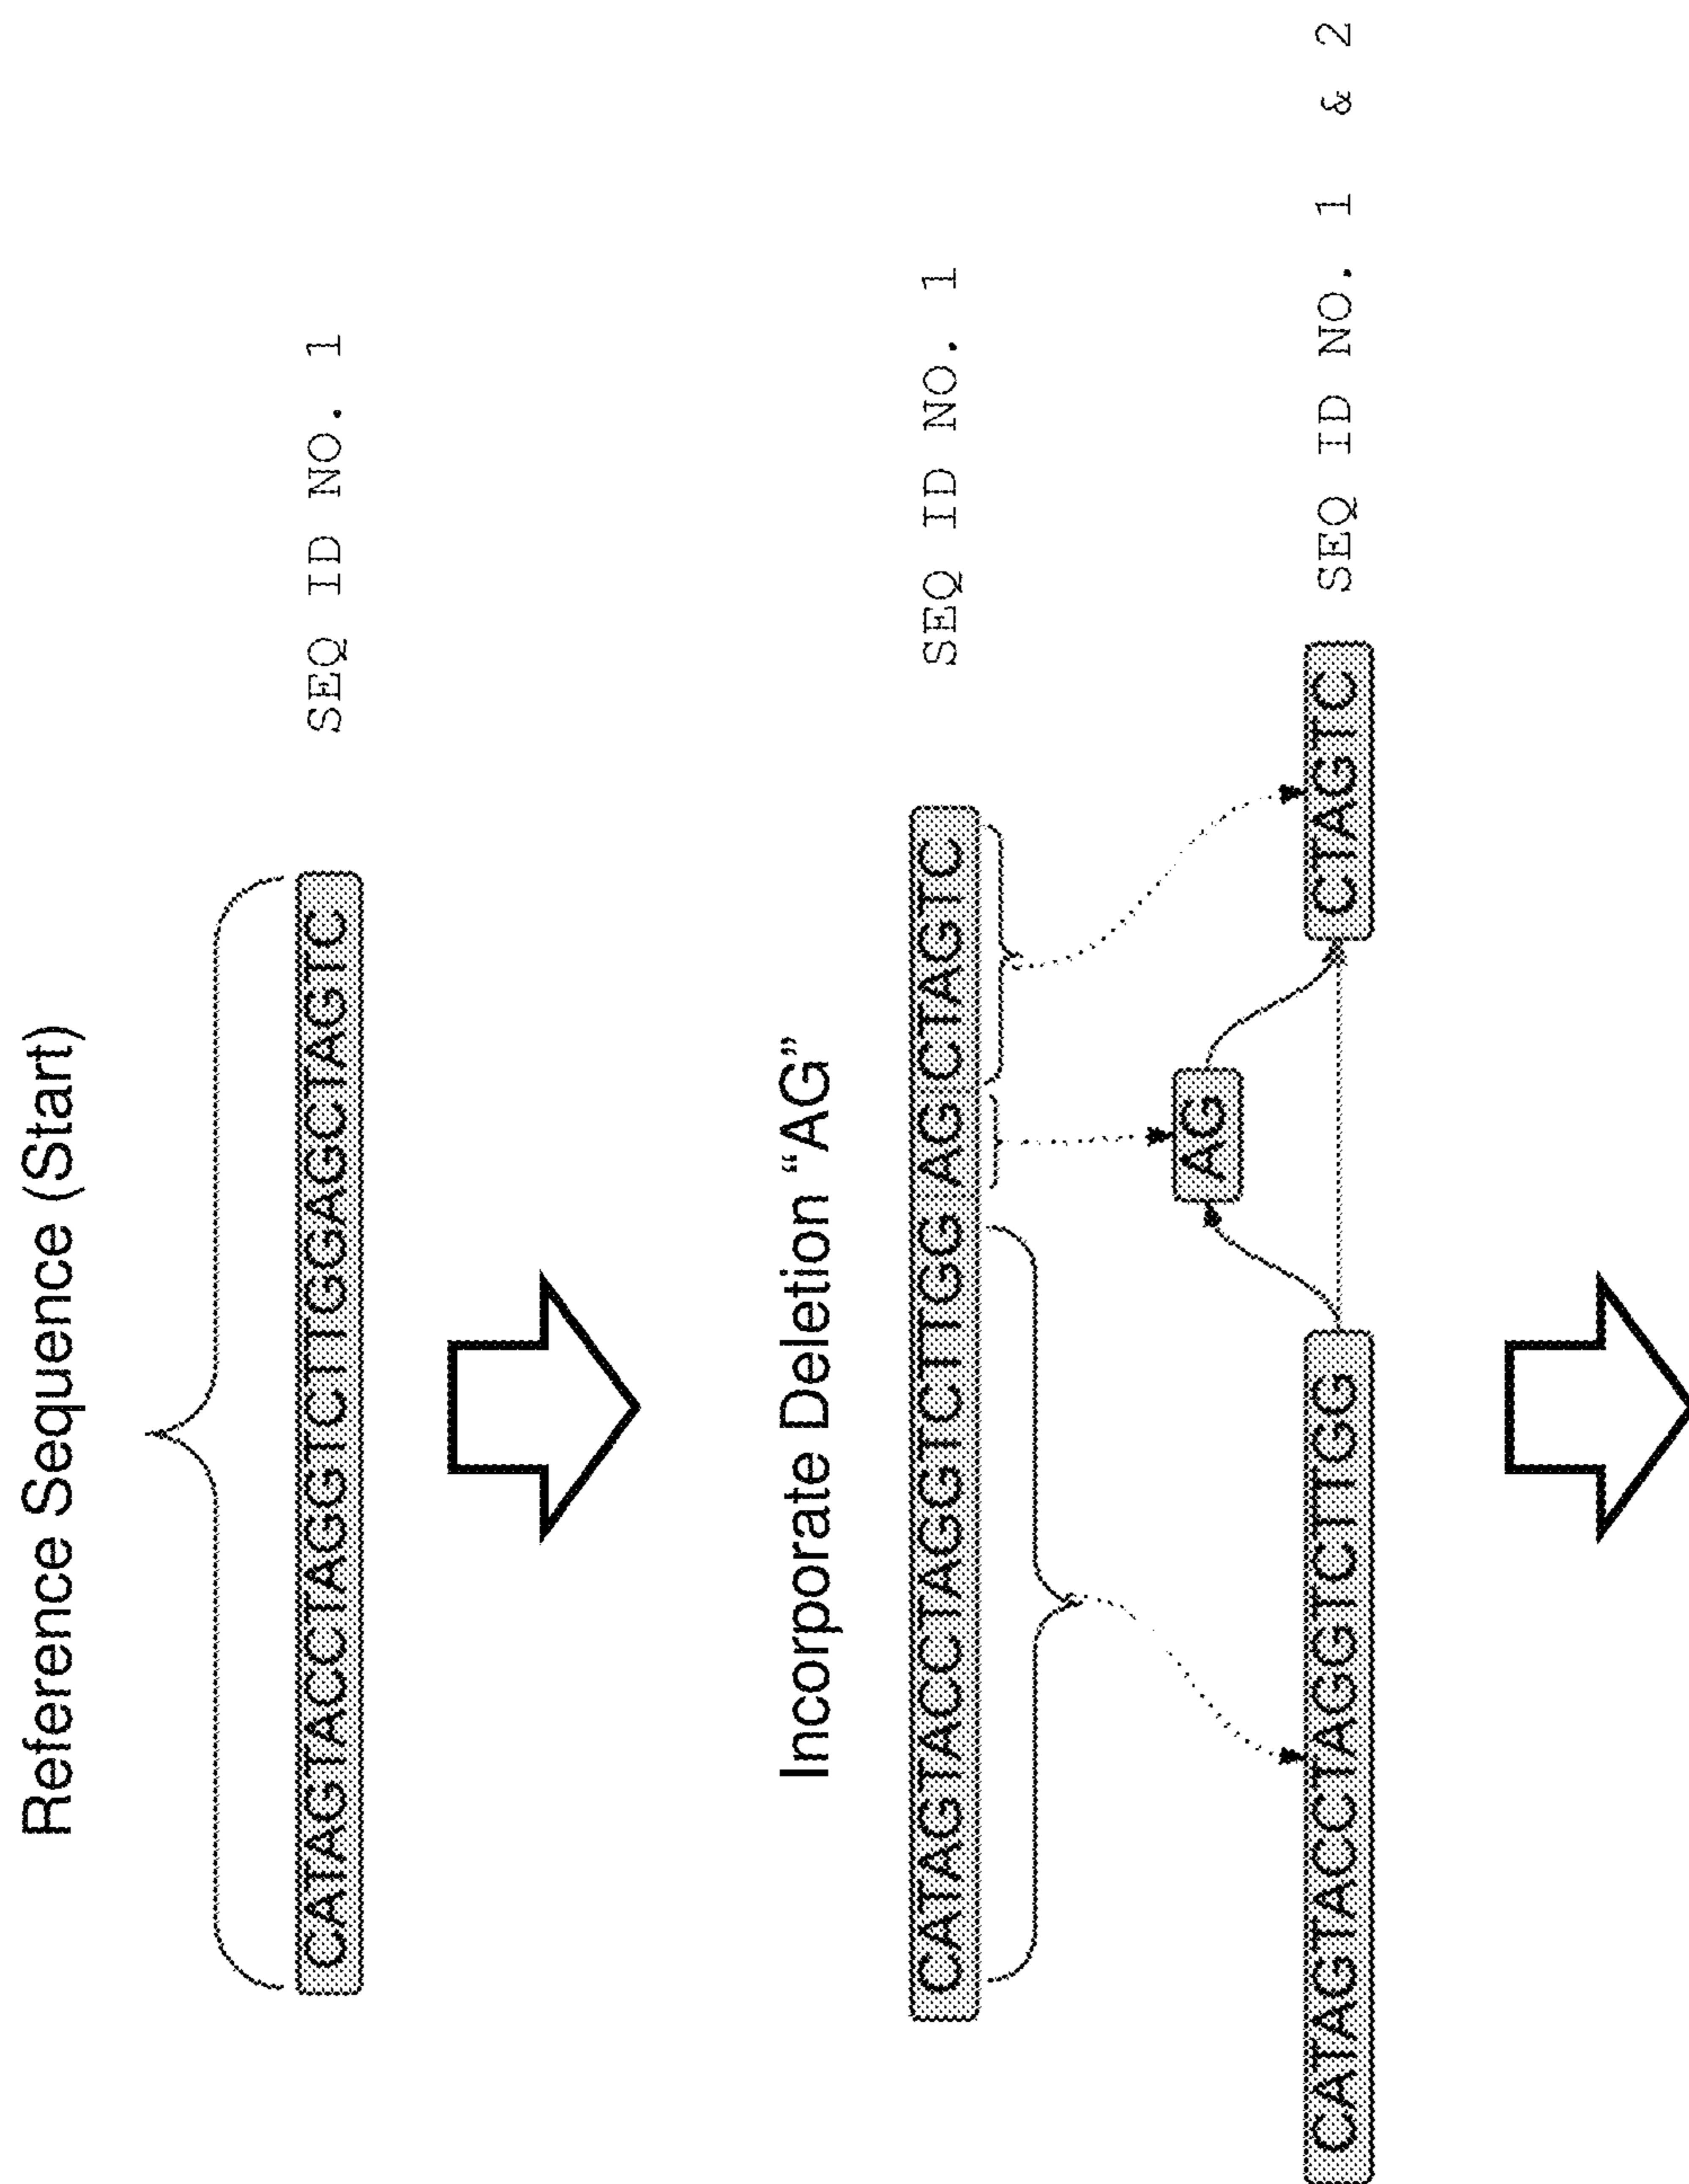 Reference Sequence (Start)
CATAGTACCTAGGTCTTGGAGCTAGTC SEQ ID NO. 1
Incorporate Deletion “AG”
CATAGTACCTAGGTCTTGG AG CTAGTC SEQ ID NO. 1
AG
CATAGTACCTAGGTCTTGG CTAGTC SEQ ID NO. 1 & 2